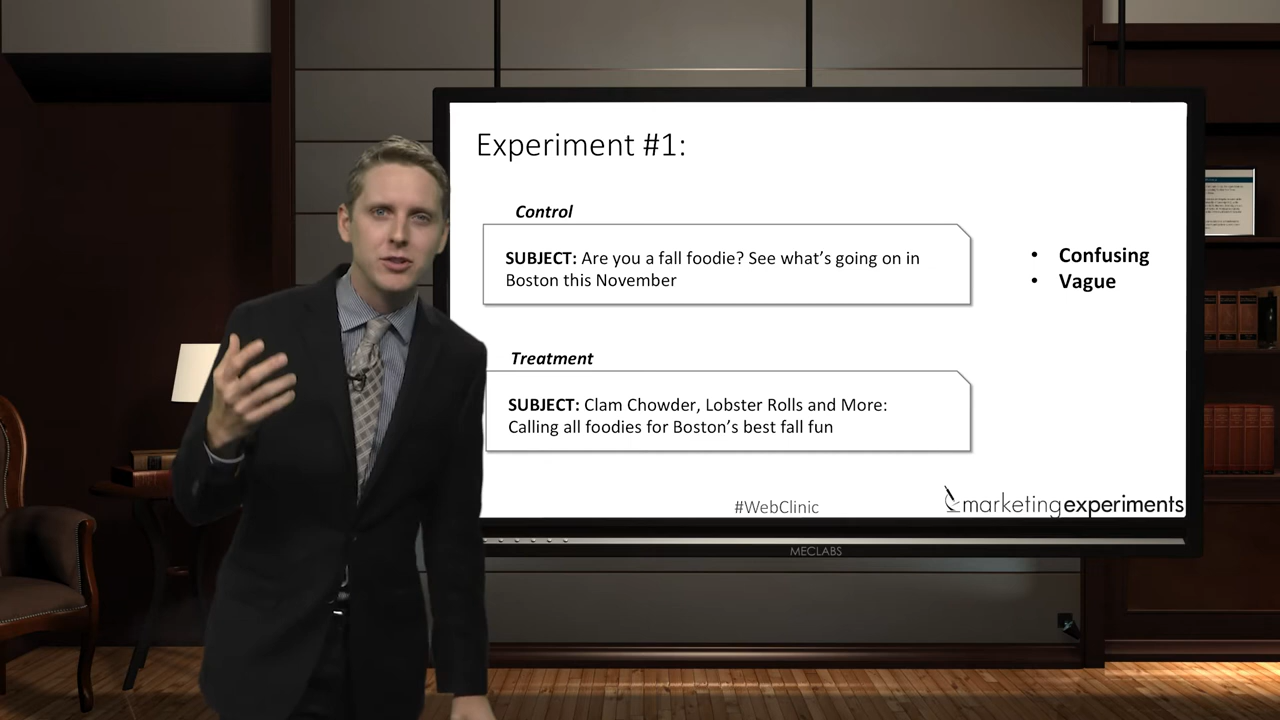 Experiment #1:
Control
SUBJECT: Are you a fall foodie? See what's going on in
Boston this November
• Confusing
• Vague
Treatment
SUBJECT: Clam Chowder, Lobster Rolls and More:
Calling all foodies for Boston's best fall fun
#WebClinic
marketingexperiments
MECLABS